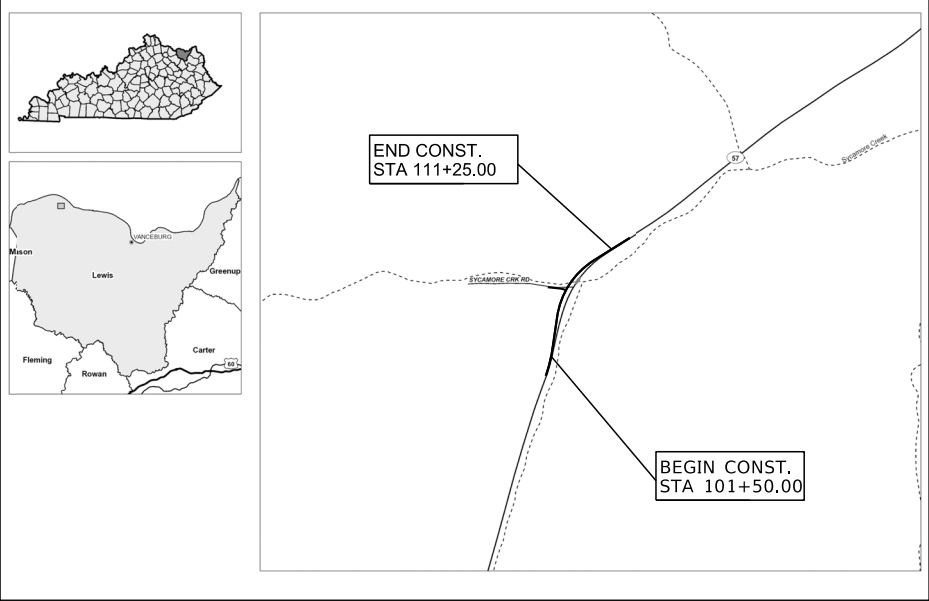 VANCEBURG
Mason
Lewis
Greenup
Carter
Fleming
60
Rowan
57
Sycamore Creek
END CONST.
STA 111+25.00
SYCAMORE CRK RD
BEGIN CONST.
STA 101+50.00